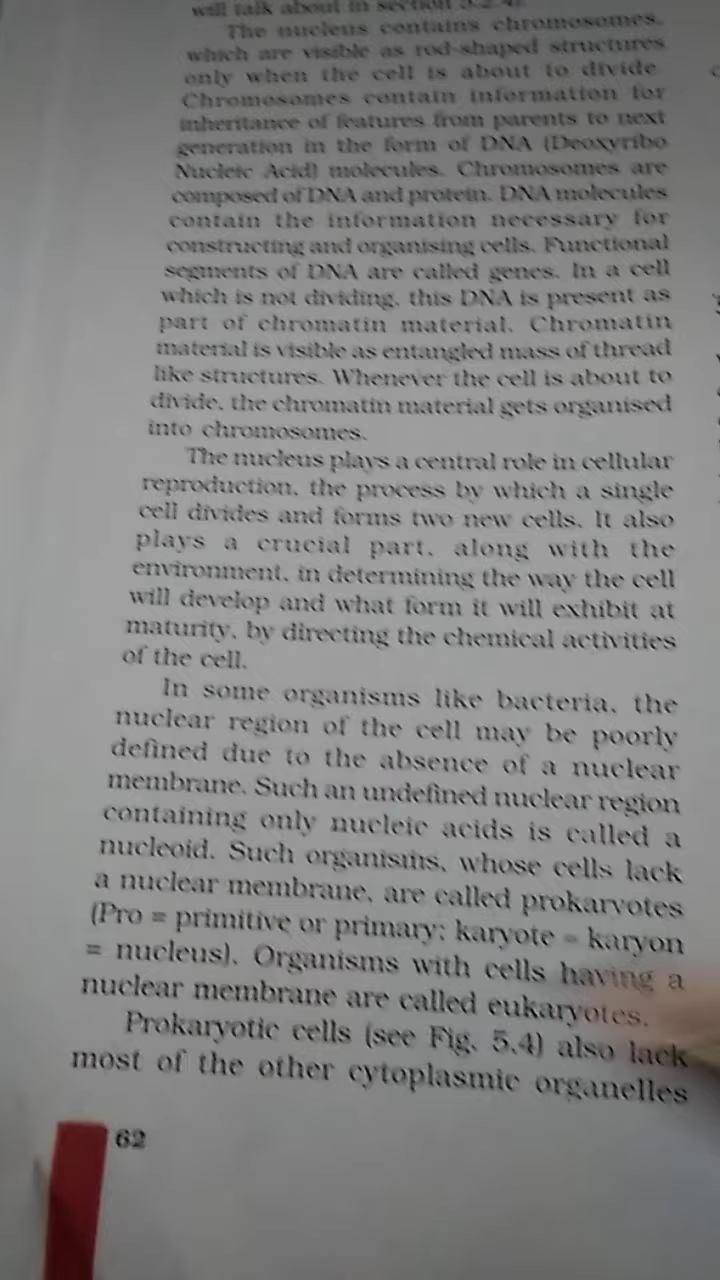 will talk about in section 5.2.4).
The nucleus contains chromosomes,
which are visible as rod-shaped structures
only when the cell is about to divide.
Chromosomes contain information for
inheritance of features from parents to next
generation in the form of DNA (Deoxyribo
Nucleic Acid) molecules. Chromosomes are
composed of DNA and protein. DNA molecules
contain the information necessary for
constructing and organising cells. Functional
segments of DNA are called genes. In a cell
which is not dividing, this DNA is present as
part of chromatin material. Chromatin
material is visible as entangled mass of thread
like structures. Whenever the cell is about to
divide, the chromatin material gets organised
into chromosomes.
The nucleus plays a central role in cellular
reproduction, the process by which a single
cell divides and forms two new cells. It also
plays a crucial part, along with the
environment, in determining the way the cell
will develop and what form it will exhibit at
maturity, by directing the chemical activities
of the cell.
In some organisms like bacteria, the
nuclear region of the cell may be poorly
defined due to the absence of a nuclear
membrane. Such an undefined nuclear region
containing only nucleic acids is called a
nucleoid. Such organisms, whose cells lack
a nuclear membrane, are called prokaryotes
(Pro = primitive or primary; karyote = karyon
= nucleus). Organisms with cells having a
nuclear membrane are called eukaryotes.
Prokaryotic cells (see Fig. 5.4) also lack
most of the other cytoplasmic organelles
62